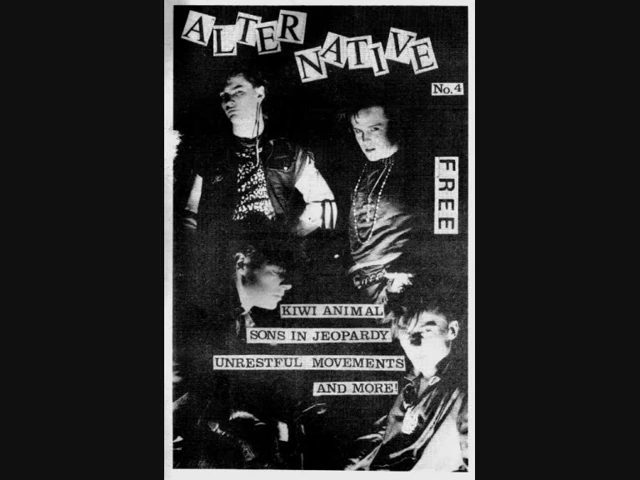 ALTER
NATIVE
No.4
FREE
KIWI ANIMAL
SONS IN JEOPARDY
UNRESTFUL MOVEMENTS
AND MORE!